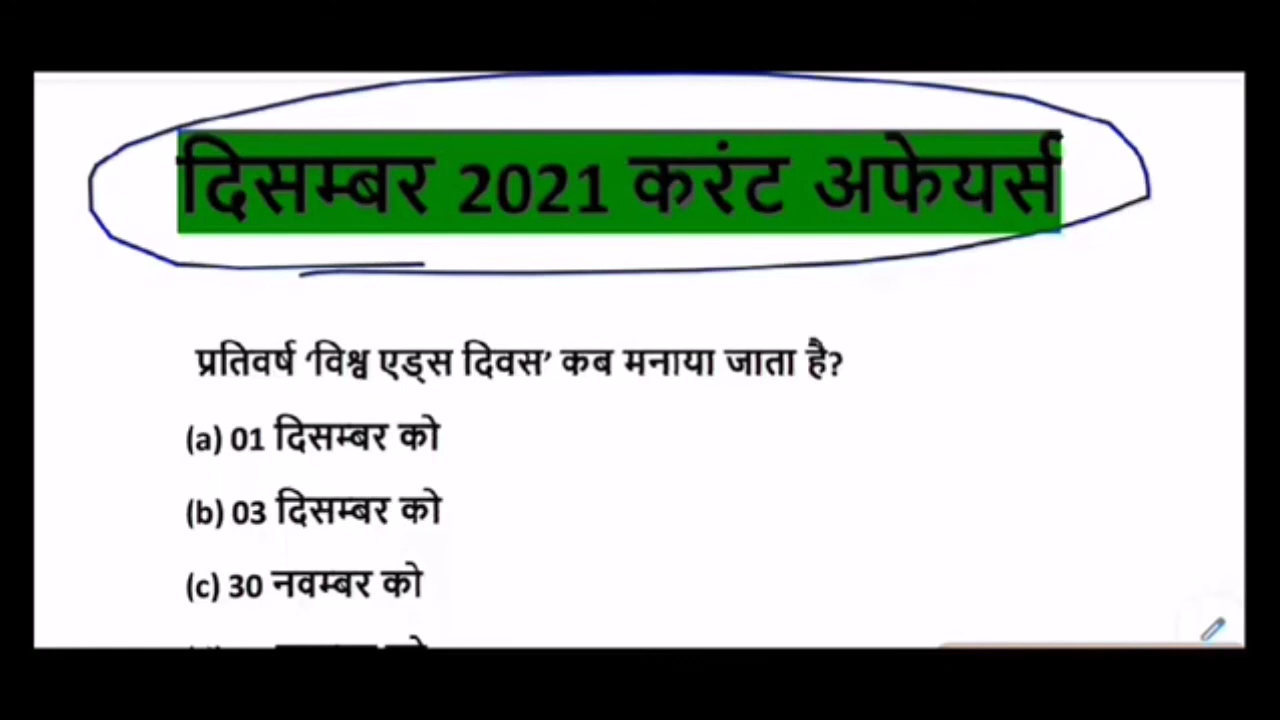 दिसम्बर 2021 करंट अफेयर्स
प्रतिवर्ष ‘विश्व एड्स दिवस’ कब मनाया जाता है?
(a) 01 दिसम्बर को
(b) 03 दिसम्बर को
(c) 30 नवम्बर को